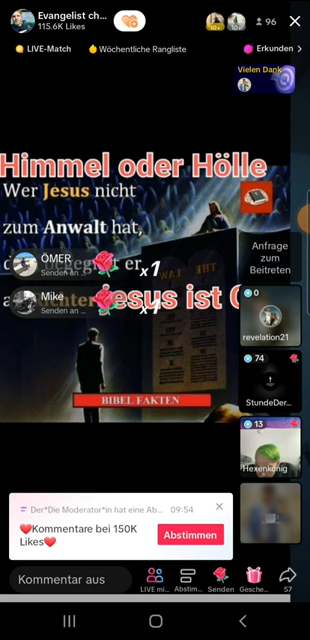 Evangelist ch...
115.6K Likes
96
LIVE-Match
Wöchentliche Rangliste
Erkunden
Vielen Dank
Himmel oder Hölle
Wer Jesus nicht
zum Anwalt hat,
er
ÖMER
Senden an ...
x1
Mike
Senden an ...
x1
Jesus ist G
THE LAW
BIBEL FAKTEN
Anfrage
zum
Beitreten
0
revelation21
74
StundeDer...
13
Hexenkönig
Der*Die Moderator*in hat eine Ab...
09:54
❤️Kommentare bei 150K
Likes❤️
Abstimmen
Kommentar aus
LIVE mi...
Abstim...
Senden
Gesche...
57